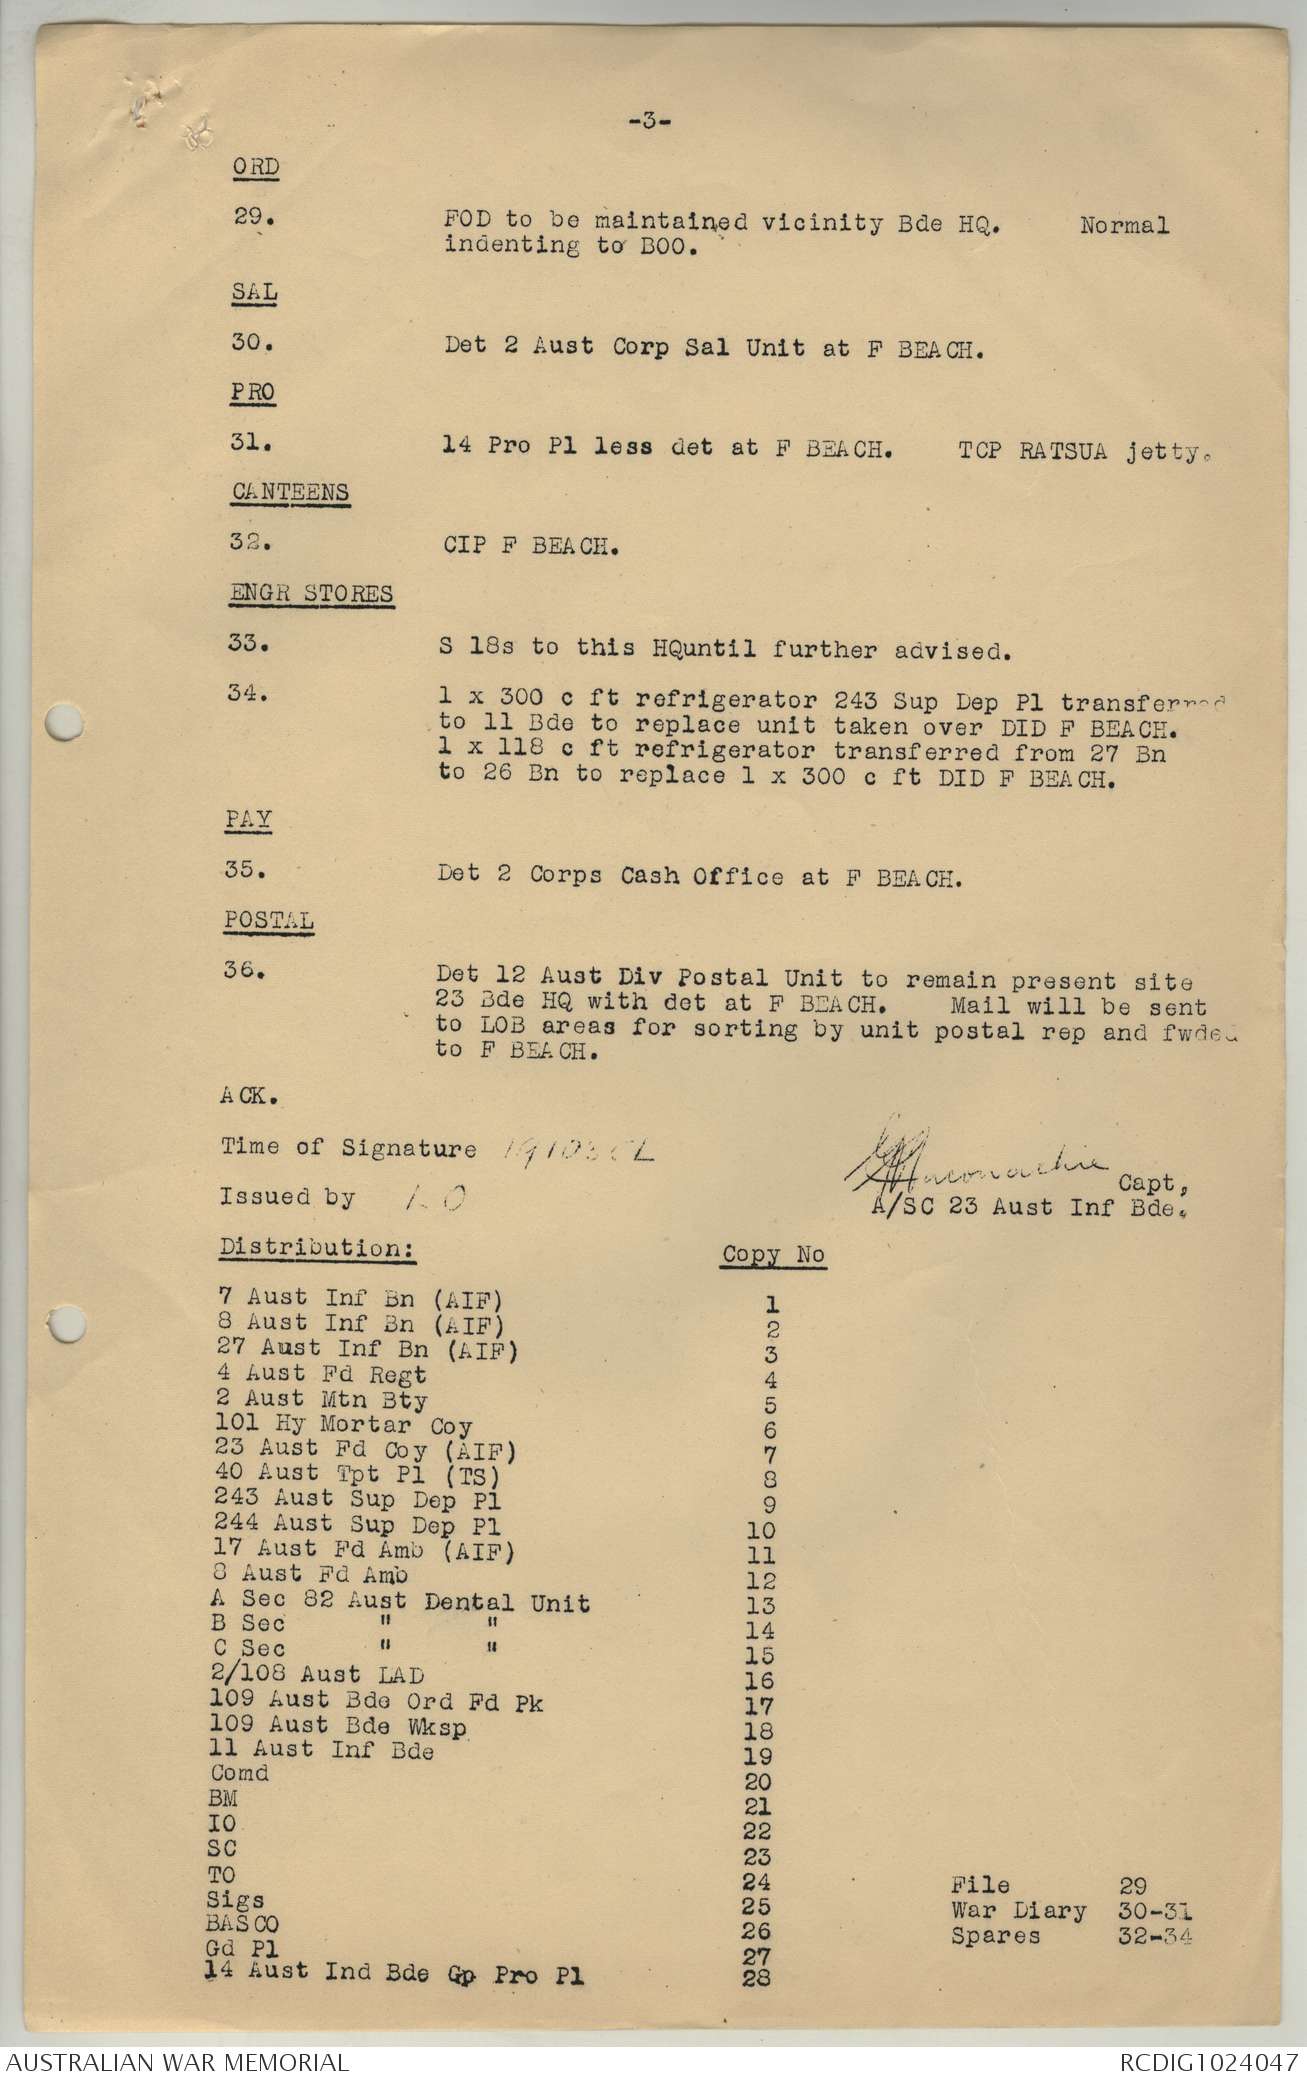 -3-
ORD
29. FOD to be maintained vicinity Bde HQ. Normal
indenting to BOO.
SAL
30. Det 2 Aust Corp Sal Unit at F BEACH.
PRO
31. 14 Pro Pl less det at F BEACH. TCP RATSUA jetty.
CANTEENS
32. CIP F BEACH.
ENGR STORES
33. S 18s to this HQuntil further advised.
34. 1 x 300 c ft refrigerator 243 Sup Dep Pl transferred
to 11 Bde to replace unit taken over DID F BEACH.
1 x 118 c ft refrigerator transferred from 27 Bn
to 26 Bn to replace 1 x 300 c ft DID F BEACH.
PAY
35. Det 2 Corps Cash Office at F BEACH.
POSTAL
36. Det 12 Aust Div Postal Unit to remain present site
23 Bde HQ with det at F BEACH. Mail will be sent
to LOB areas for sorting by unit postal rep and fwded
to F BEACH.
ACK.
Time of Signature
Maconachie Capt,
Issued by
A/SC 23 Aust Inf Bde.
Distribution: Copy No
7 Aust Inf Bn (AIF) 1
8 Aust Inf Bn (AIF) 2
27 Aust Inf Bn (AIF) 3
4 Aust Fd Regt 4
2 Aust Mtn Bty 5
101 Hy Mortar Coy 6
23 Aust Fd Coy (AIF) 7
40 Aust Tpt Pl (TS) 8
243 Aust Sup Dep Pl 9
244 Aust Sup Dep Pl 10
17 Aust Fd Amb (AIF) 11
8 Aust Fd Amb 12
A Sec 82 Aust Dental Unit 13
B Sec " " 14
C Sec " " 15
2/108 Aust LAD 16
109 Aust Bde Ord Fd Pk 17
109 Aust Bde Wksp 18
11 Aust Inf Bde 19
Comd 20
BM 21
IO 22
SC 23
TO 24 File 29
Sigs 25 War Diary 30-31
BASCO 26 Spares 32-34
Gd Pl 27
14 Aust Ind Bde Gp Pro Pl 28
AUSTRALIAN WAR MEMORIAL RCDIG1024047